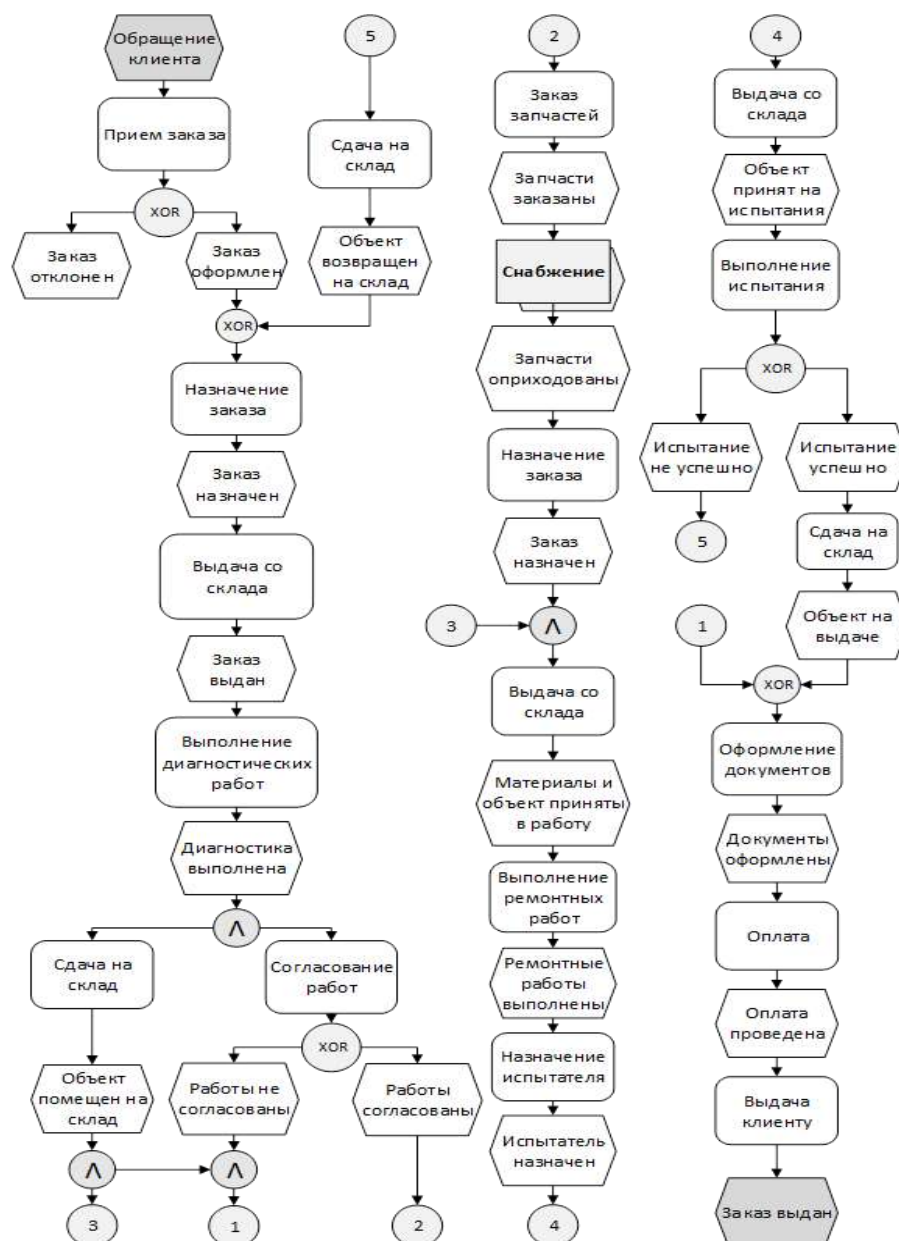 Обращение
клиента
Прием заказа
XOR
Заказ
отклонен
Заказ
оформлен
5
Сдача на
склад
Объект
возвращен
на склад
XOR
Назначение
заказа
Заказ
назначен
Выдача со
склада
Заказ
выдан
Выполнение
диагностических
работ
Диагностика
выполнена
Λ
Сдача на
склад
Согласование
работ
XOR
Объект
помещен на
склад
Работы не
согласованы
Работы
согласованы
Λ
Λ
3
1
2
2
Заказ
запчастей
Запчасти
заказаны
Снабжение
Запчасти
оприходованы
Назначение
заказа
Заказ
назначен
3
Λ
Выдача со
склада
Материалы и
объект приняты
в работу
Выполнение
ремонтных
работ
Ремонтные
работы
выполнены
Назначение
испытателя
Испытатель
назначен
4
4
Выдача со
склада
Объект
принят на
испытания
Выполнение
испытания
XOR
Испытание
не успешно
Испытание
успешно
5
Сдача на
склад
1
Объект на
выдаче
XOR
Оформление
документов
Документы
оформлены
Оплата
Оплата
проведена
Выдача
клиенту
Заказ выдан